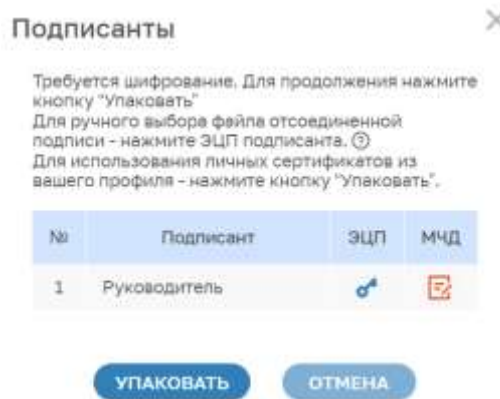 Подписанты
Требуется шифрование. Для продолжения нажмите
кнопку "Упаковать"
Для ручного выбора файла отсоединенной
подписи - нажмите ЭЦП подписанта. ?
Для использования личных сертификатов из
вашего профиля - нажмите кнопку "Упаковать".
№ Подписант ЭЦП МЧД
1 Руководитель
УПАКОВАТЬ ОТМЕНА